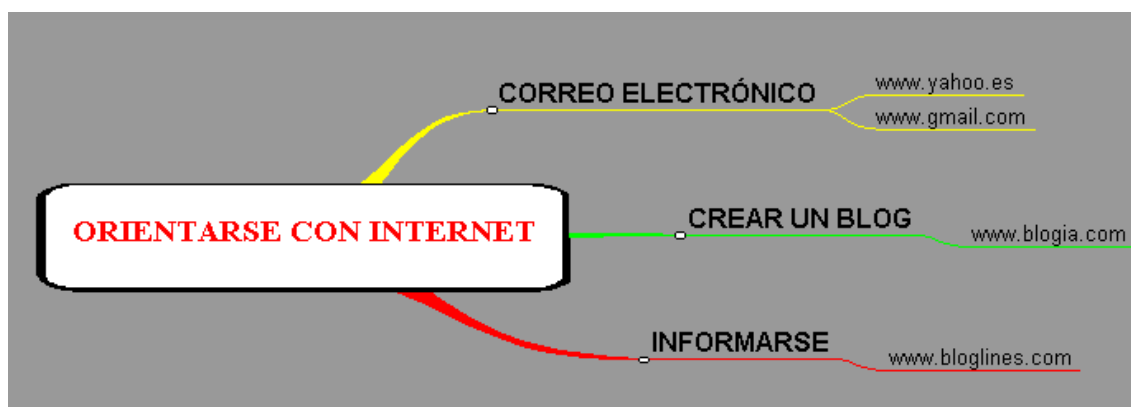 CORREO ELECTRÓNICO
www.yahoo.es
www.gmail.com
ORIENTARSE CON INTERNET
CREAR UN BLOG
www.blogia.com
INFORMARSE
www.bloglines.com